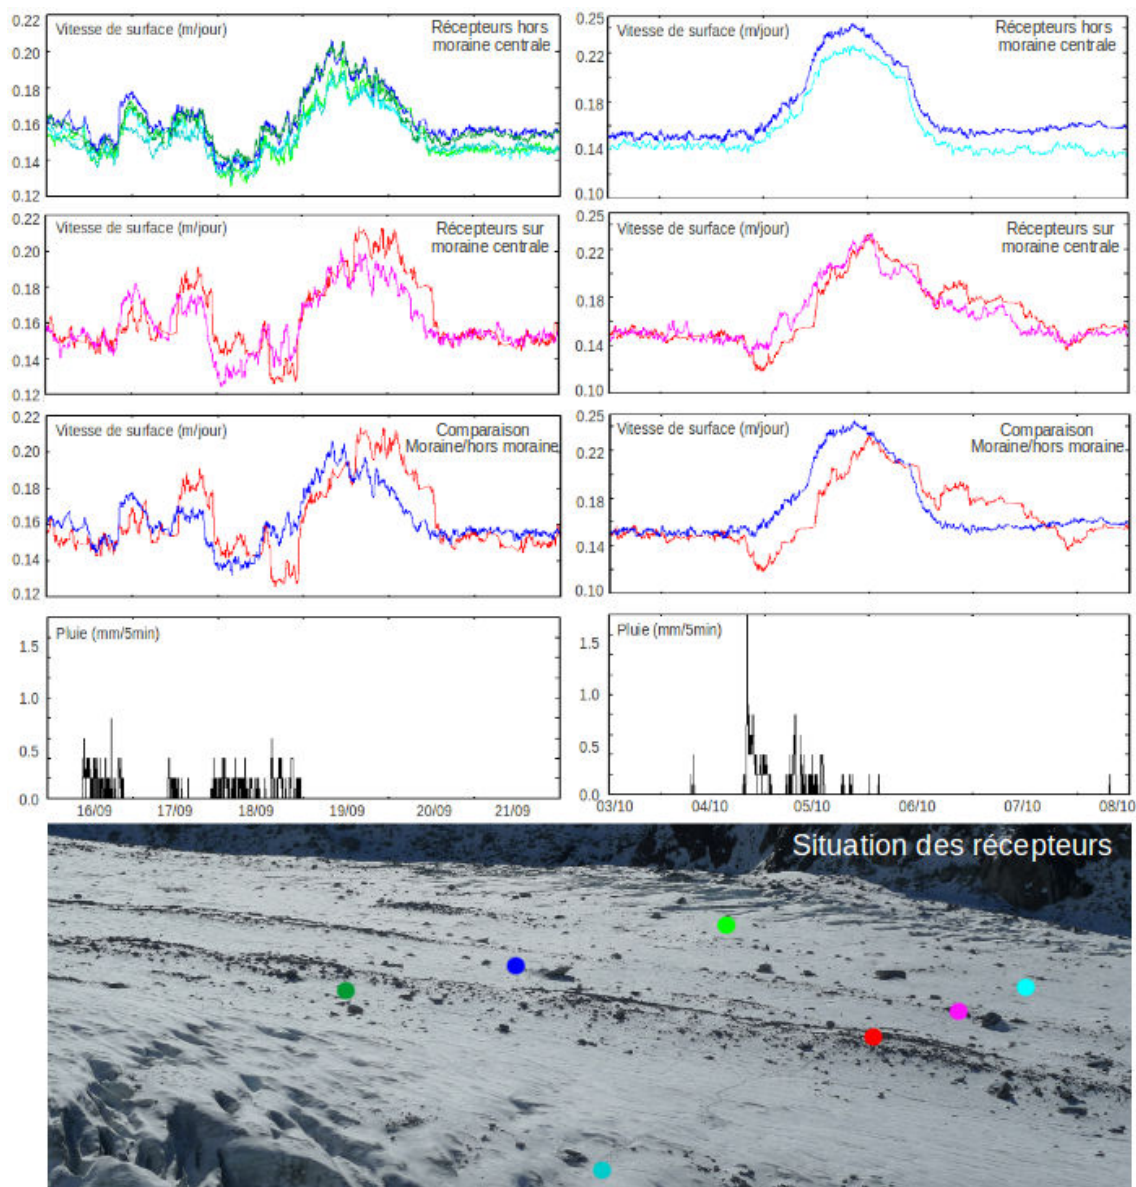 0.22
0.20
0.18
0.16
0.14
0.12
Vitesse de surface (m/jour)
Récepteurs hors
moraine centrale
0.25
0.22
0.18
0.14
0.10
Vitesse de surface (m/jour)
Récepteurs hors
moraine centrale
0.22
0.20
0.18
0.16
0.14
0.12
Vitesse de surface (m/jour)
Récepteurs sur
moraine centrale
0.25
0.22
0.18
0.14
0.10
Vitesse de surface (m/jour)
Récepteurs sur
moraine centrale
0.22
0.20
0.18
0.16
0.14
0.12
Vitesse de surface (m/jour)
Comparaison
Moraine/hors moraine
0.25
0.22
0.18
0.14
0.10
Vitesse de surface (m/jour)
Comparaison
Moraine/hors moraine
1.5
1.0
0.5
0.0
Pluie (mm/5min)
16/09 17/09 18/09 19/09 20/09 21/09
1.5
1.0
0.5
0.0
Pluie (mm/5min)
03/10 04/10 05/10 06/10 07/10 08/10
Situation des récepteurs